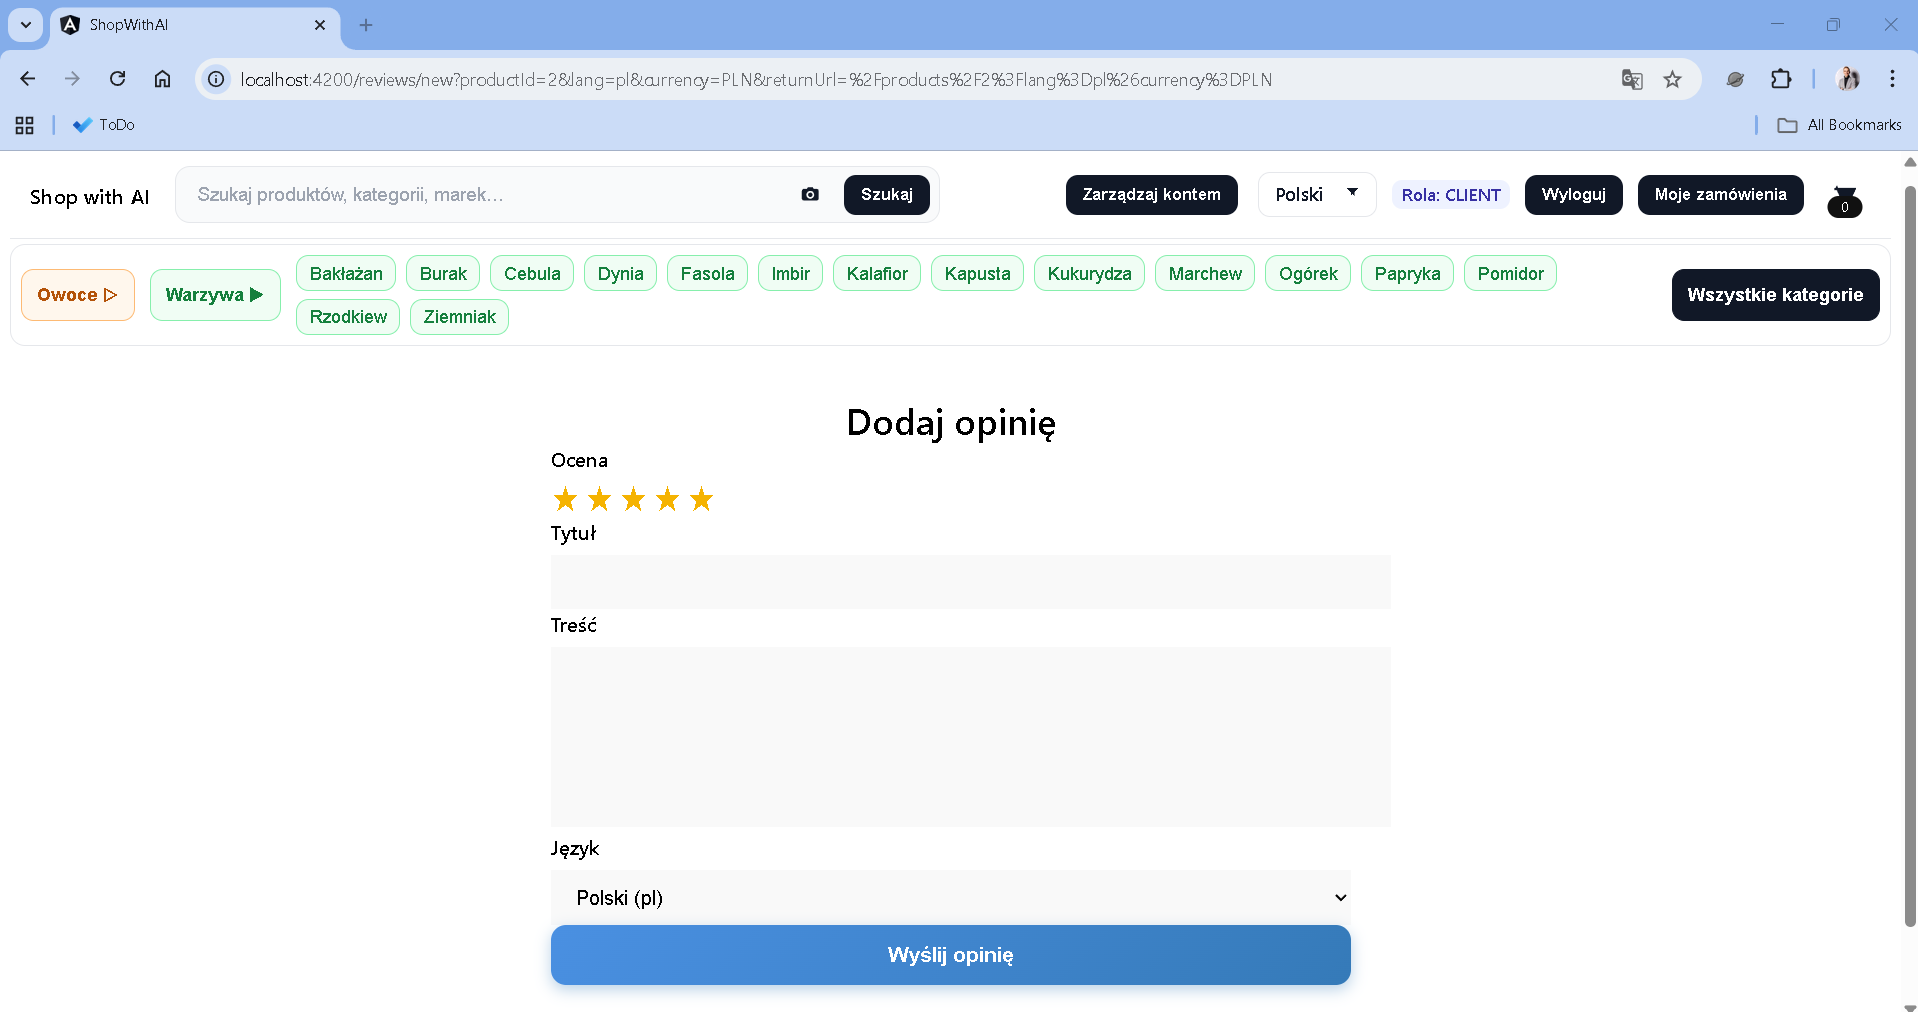 ShopWithAI
localhost:4200/reviews/new?productId=2&lang=pl&currency=PLN&returnUrl=%2Fproducts%2F2%3Flang%3Dpl%26currency%3DPLN
ToDo
All Bookmarks
Shop with AI
Szukaj produktów, kategorii, marek...
Szukaj
Zarządzaj kontem
Polski
Rola: CLIENT
Wyloguj
Moje zamówienia
0
Owoce ▷
Warzywa ▶
Bakłażan
Burak
Cebula
Dynia
Fasola
Imbir
Kalafior
Kapusta
Kukurydza
Marchew
Ogórek
Papryka
Pomidor
Rzodkiew
Ziemniak
Wszystkie kategorie
Dodaj opinię
Ocena
★ ★ ★ ★ ★
Tytuł
Treść
Język
Polski (pl)
Wyślij opinię